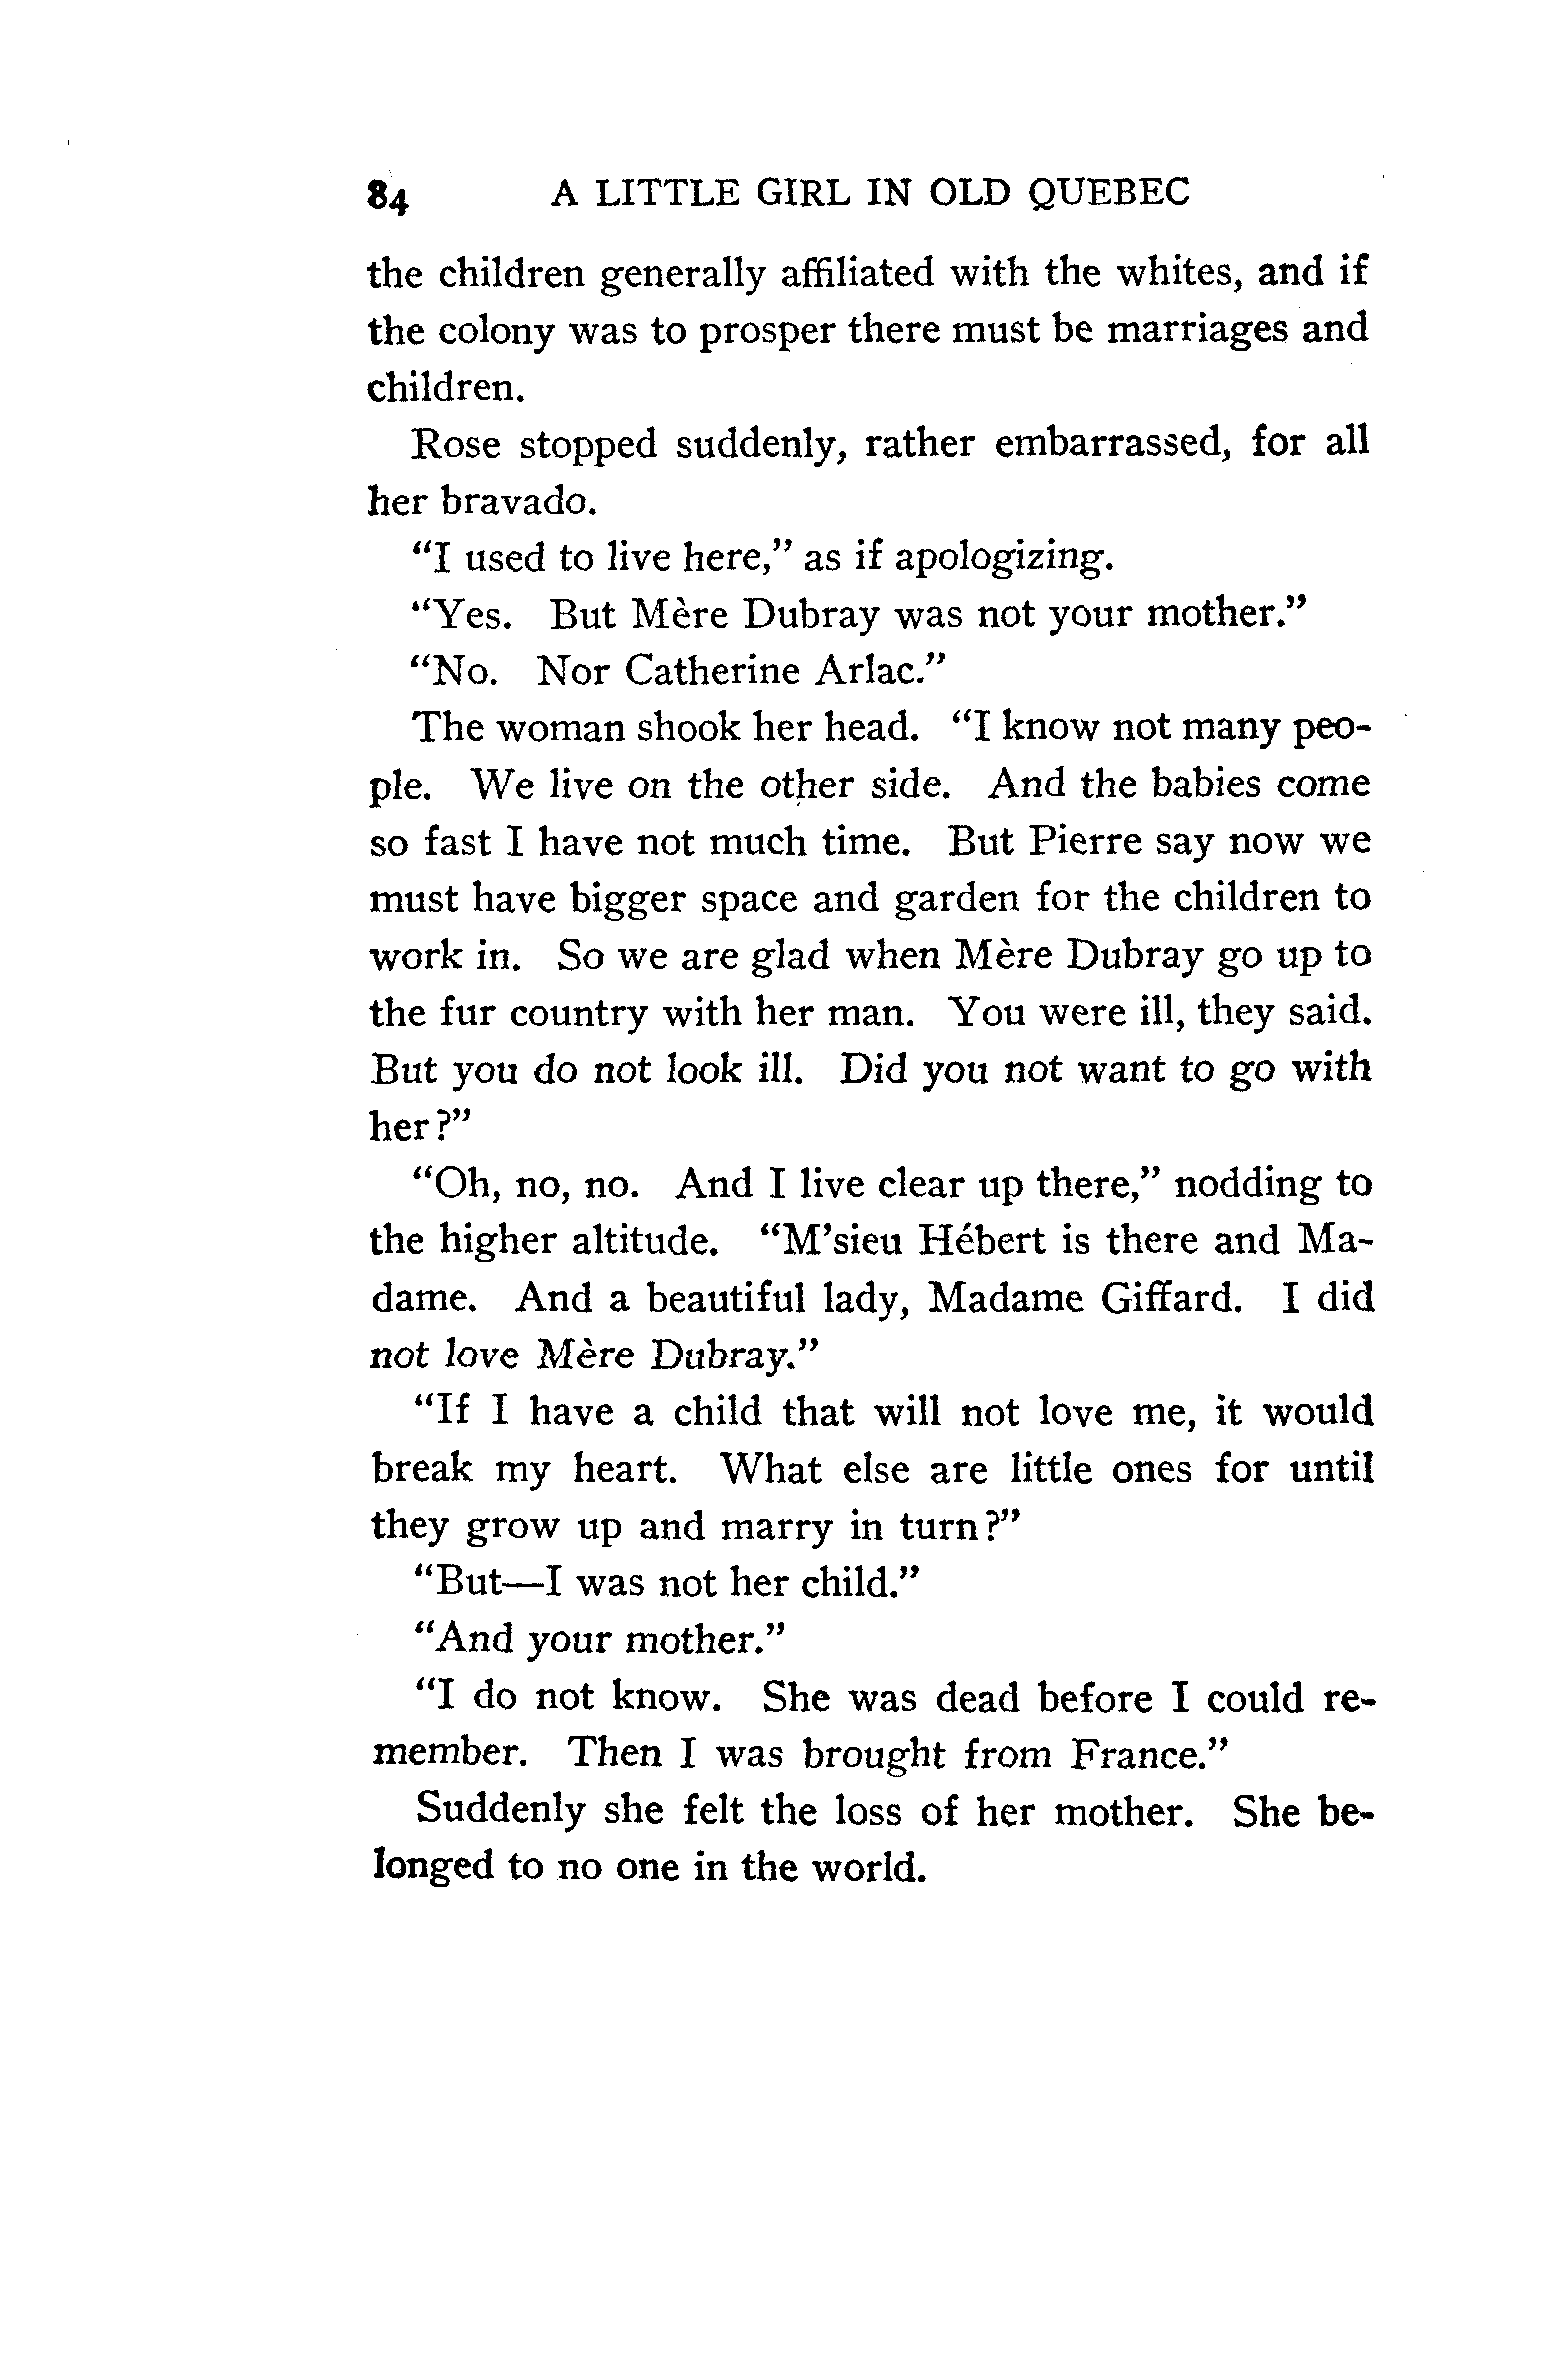 84 A LITTLE GIRL IN OLD QUEBEC
the children generally affiliated with the whites, and if
the colony was to prosper there must be marriages and
children.
Rose stopped suddenly, rather embarrassed, for all
her bravado.
“I used to live here,” as if apologizing.
“Yes. But Mère Dubray was not your mother.”
“No. Nor Catherine Arlac.”
The woman shook her head. “I know not many peo-
ple. We live on the other side. And the babies come
so fast I have not much time. But Pierre say now we
must have bigger space and garden for the children to
work in. So we are glad when Mère Dubray go up to
the fur country with her man. You were ill, they said.
But you do not look ill. Did you not want to go with
her?”
“Oh, no, no. And I live clear up there,” nodding to
the higher altitude. “M’sieu Hébert is there and Ma-
dame. And a beautiful lady, Madame Giffard. I did
not love Mère Dubray.”
“If I have a child that will not love me, it would
break my heart. What else are little ones for until
they grow up and marry in turn?”
“But—I was not her child.”
“And your mother.”
“I do not know. She was dead before I could re-
member. Then I was brought from France.”
Suddenly she felt the loss of her mother. She be-
longed to no one in the world.